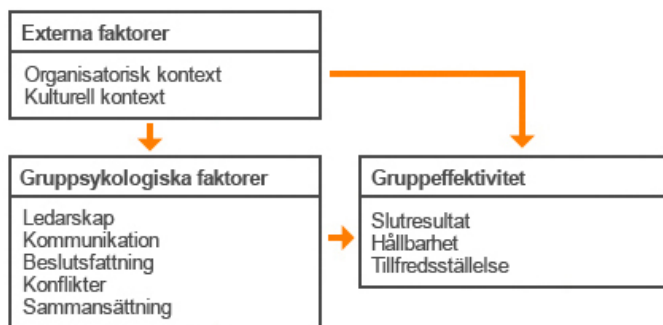 Externa faktorer
Organisatorisk kontext
Kulturell kontext
Gruppsykologiska faktorer
Ledarskap
Kommunikation
Beslutsfattning
Konflikter
Sammansättning
Gruppeffektivitet
Slutresultat
Hållbarhet
Tillfredsställelse